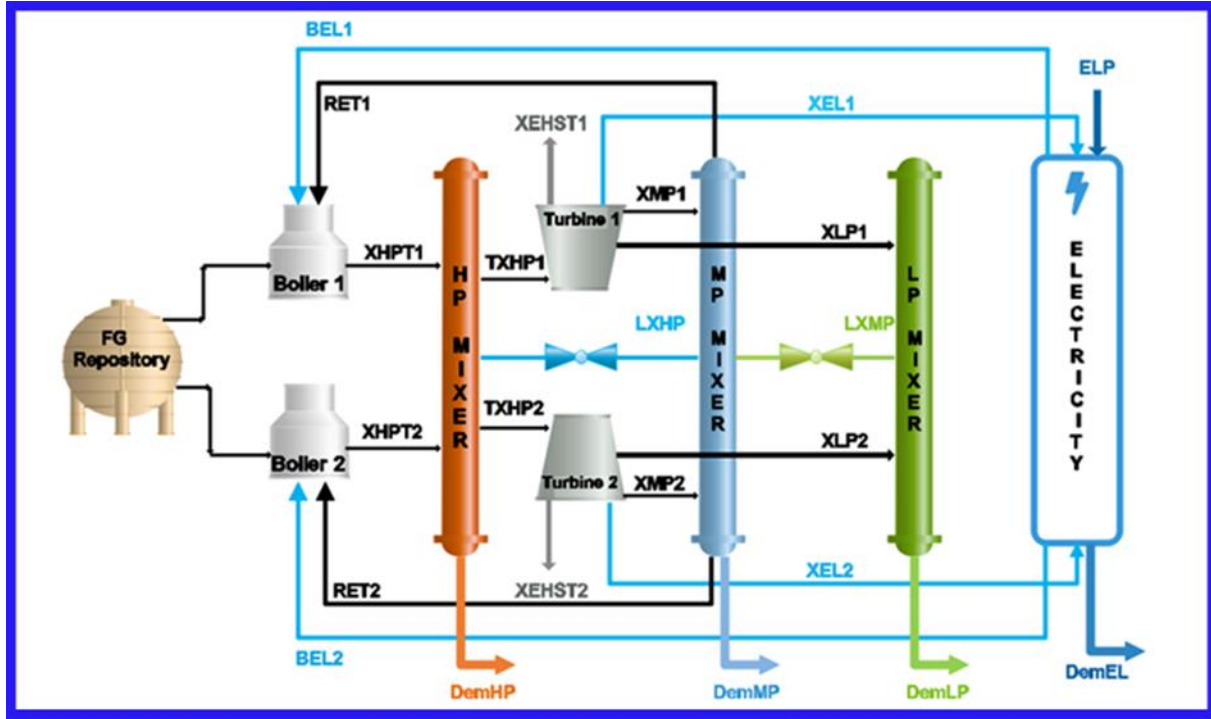 BEL1
ELP
RET1
XEL1
XEHST1
XMP1
Turbine 1
XHPT1
TXHP1
XLP1
Boiler 1
HP MIXER
MP MIXER
LP MIXER
ELECTRICITY
LXHP
LXMP
FG
Repository
TXHP2
XHPT2
XLP2
Boiler 2
Turbine 2
XMP2
RET2
XEHST2
XEL2
BEL2
DemHP
DemMP
DemLP
DemEL